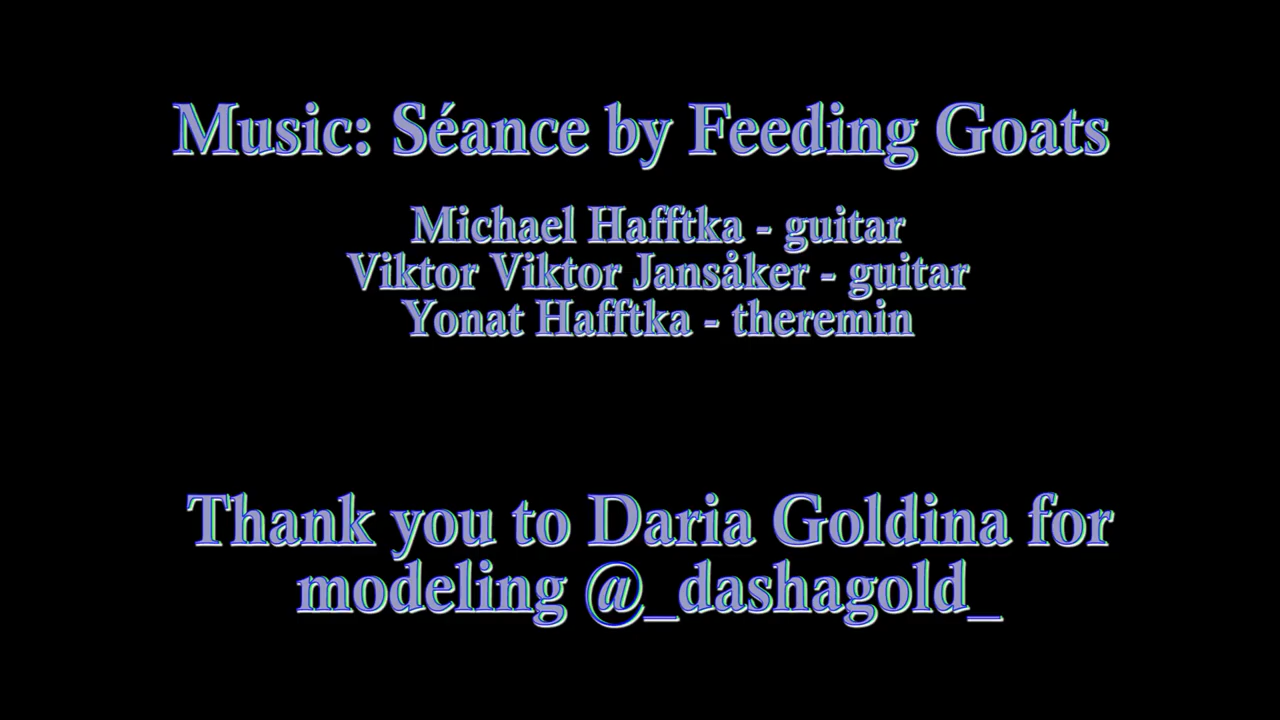 Music: Séance by Feeding Goats
Michael Hafftka - guitar
Viktor Viktor Jansåker - guitar
Yonat Hafftka - theremin
Thank you to Daria Goldina for
modeling @_dashagold_